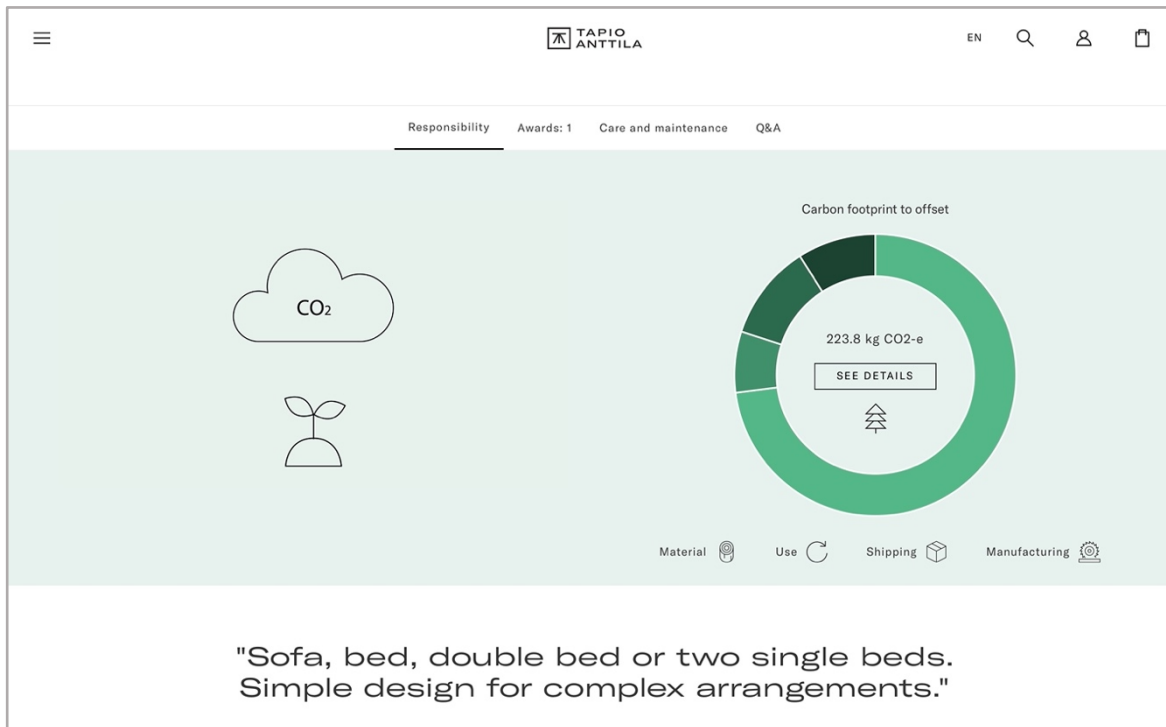 TAPIO
ANTTILA
EN
Responsibility Awards: 1 Care and maintenance Q&A
CO₂
Carbon footprint to offset
223.8 kg CO2-e
SEE DETAILS
Material Use Shipping Manufacturing
"Sofa, bed, double bed or two single beds.
Simple design for complex arrangements."